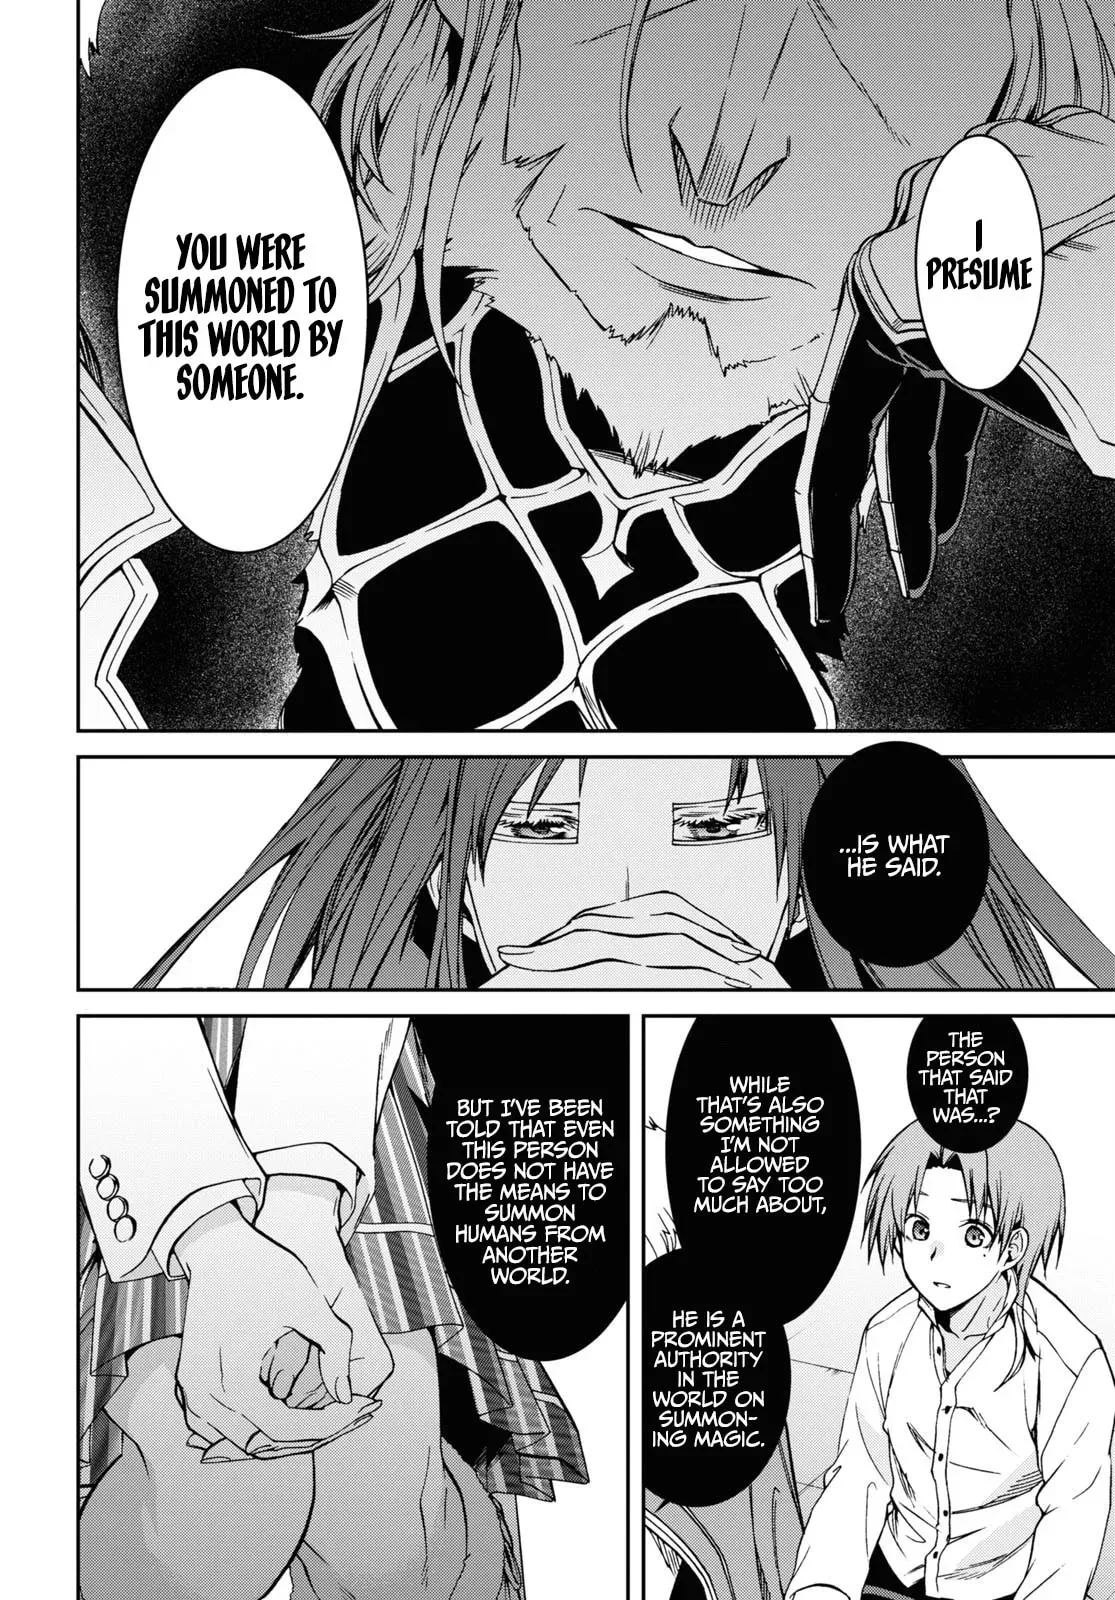 I
PRESUME
YOU WERE
SUMMONED TO
THIS WORLD BY
SOMEONE.
...IS WHAT
HE SAID.
THE
PERSON
THAT SAID
THAT
WAS...?
WHILE
THAT'S ALSO
SOMETHING
I'M NOT
ALLOWED
TO SAY TOO
MUCH ABOUT,
HE IS A
PROMINENT
AUTHORITY
IN THE
WORLD ON
SUMMON-
ING MAGIC.
BUT I'VE BEEN
TOLD THAT EVEN
THIS PERSON
DOES NOT HAVE
THE MEANS TO
SUMMON
HUMANS FROM
ANOTHER
WORLD.